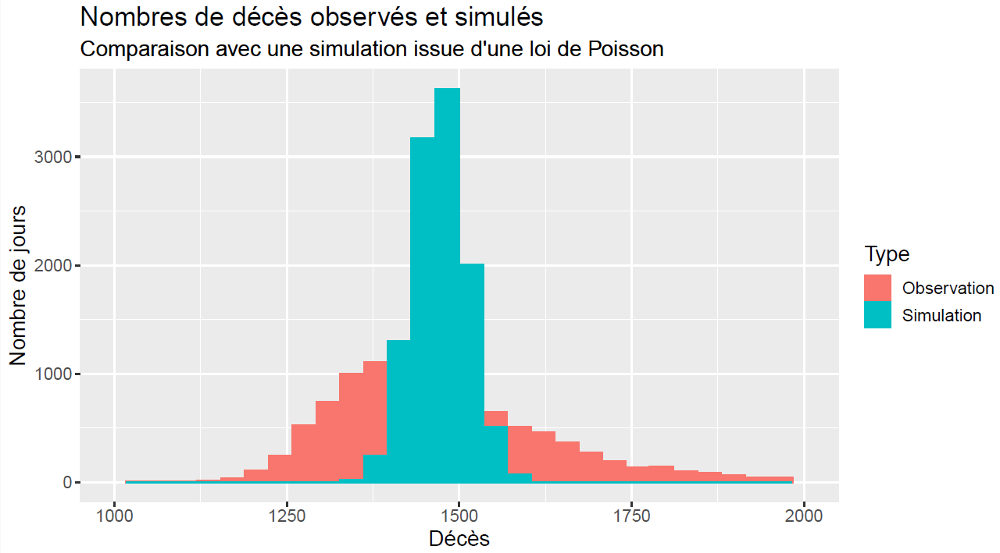 Nombres de décès observés et simulés
Comparaison avec une simulation issue d'une loi de Poisson
Nombre de jours
3000
2000
1000
0
1000
1250
1500
1750
2000
Décès
Type
Observation
Simulation